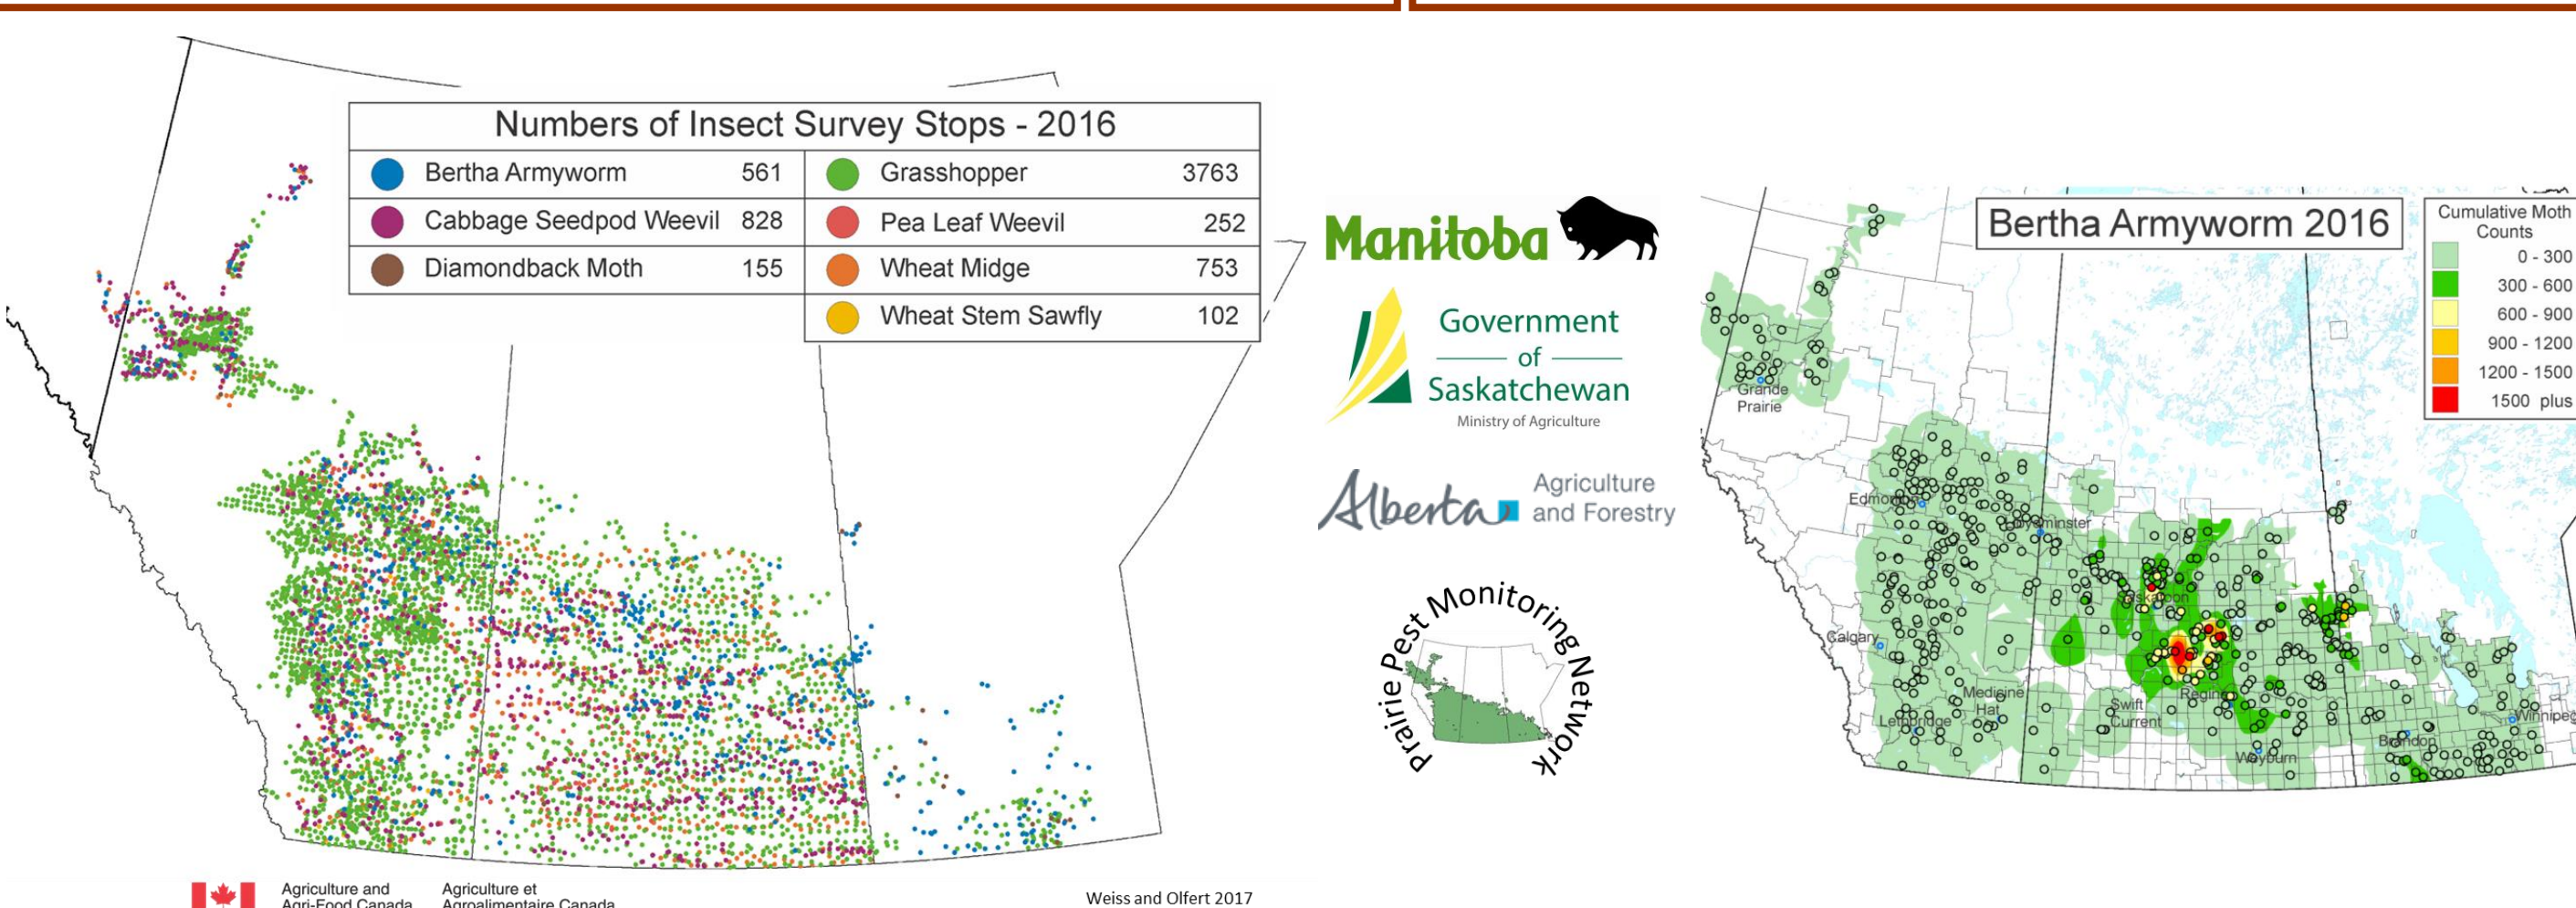 Numbers of Insect Survey Stops - 2016
Bertha Armyworm 561
Grasshopper 3763
Cabbage Seedpod Weevil 828
Pea Leaf Weevil 252
Diamondback Moth 155
Wheat Midge 753
Wheat Stem Sawfly 102
Agriculture and
Agri-Food Canada
Agriculture et
Agroalimentaire Canada
Weiss and Olfert 2017
Manitoba
Government
of
Saskatchewan
Ministry of Agriculture
Alberta
Agriculture
and Forestry
Prairie Pest Monitoring Network
Bertha Armyworm 2016
Cumulative Moth
Counts
0 - 300
300 - 600
600 - 900
900 - 1200
1200 - 1500
1500 plus
Grande
Prairie
Calgary
Medicine
Hat
Lethbridge
Swift
Current
Regina
Weyburn
Brandon